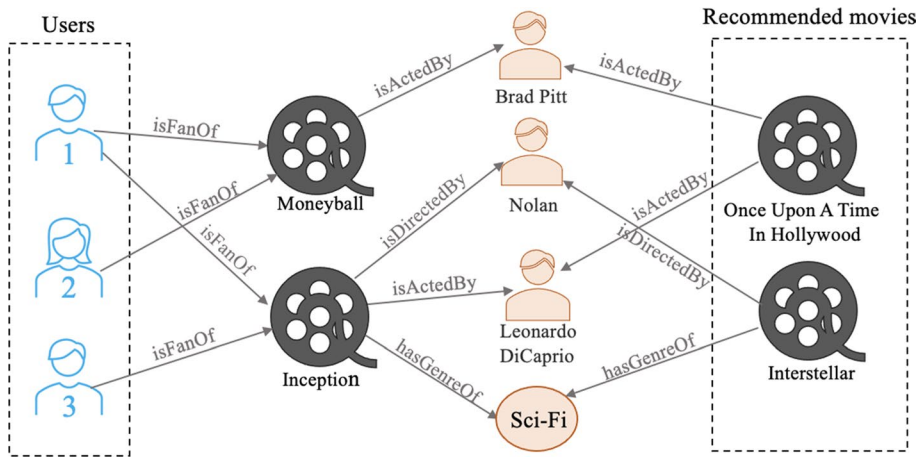 Users
Recommended movies
1
2
3
isFanOf
isFanOf
isFanOf
isFanOf
Moneyball
Inception
isActedBy
isDirectedBy
isActedBy
hasGenreOf
Brad Pitt
Nolan
Leonardo
DiCaprio
Sci-Fi
isActedBy
isActedBy
isDirectedBy
hasGenreOf
Once Upon A Time
In Hollywood
Interstellar